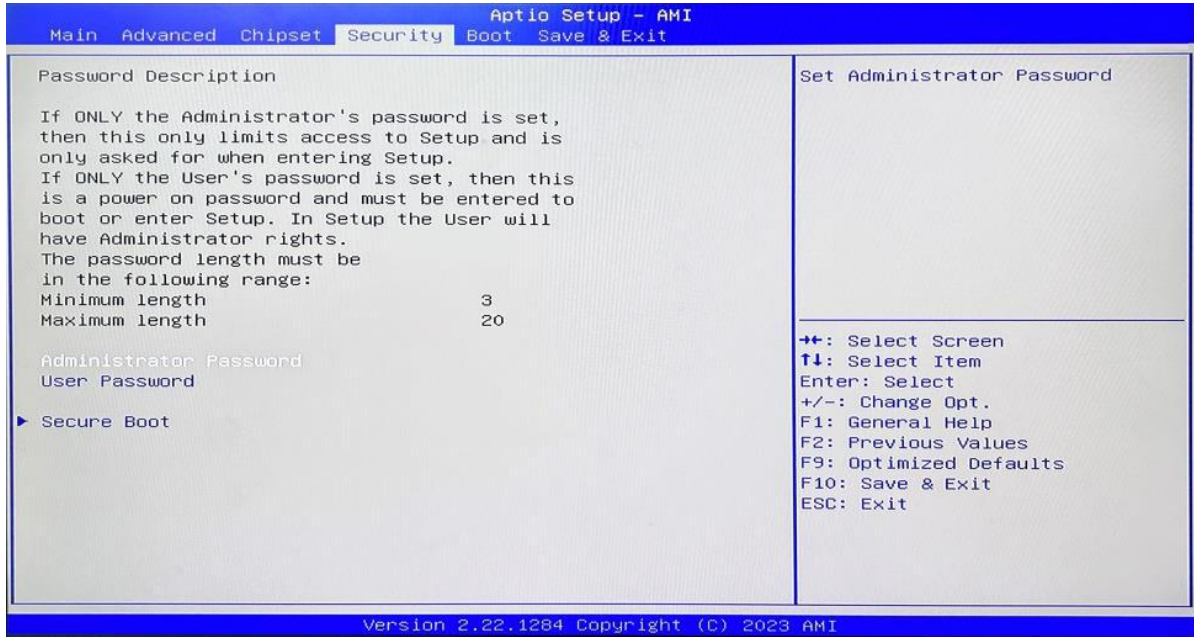 Aptio Setup - AMI
Main Advanced Chipset Security Boot Save & Exit
Password Description
If ONLY the Administrator's password is set,
then this only limits access to Setup and is
only asked for when entering Setup.
If ONLY the User's password is set, then this
is a power on password and must be entered to
boot or enter Setup. In Setup the User will
have Administrator rights.
The password length must be
in the following range:
Minimum length 3
Maximum length 20
Administrator Password
User Password
Secure Boot
Set Administrator Password
→←: Select Screen
↑↓: Select Item
Enter: Select
+/-: Change Opt.
F1: General Help
F2: Previous Values
F9: Optimized Defaults
F10: Save & Exit
ESC: Exit
Version 2.22.1284 Copyright (C) 2023 AMI